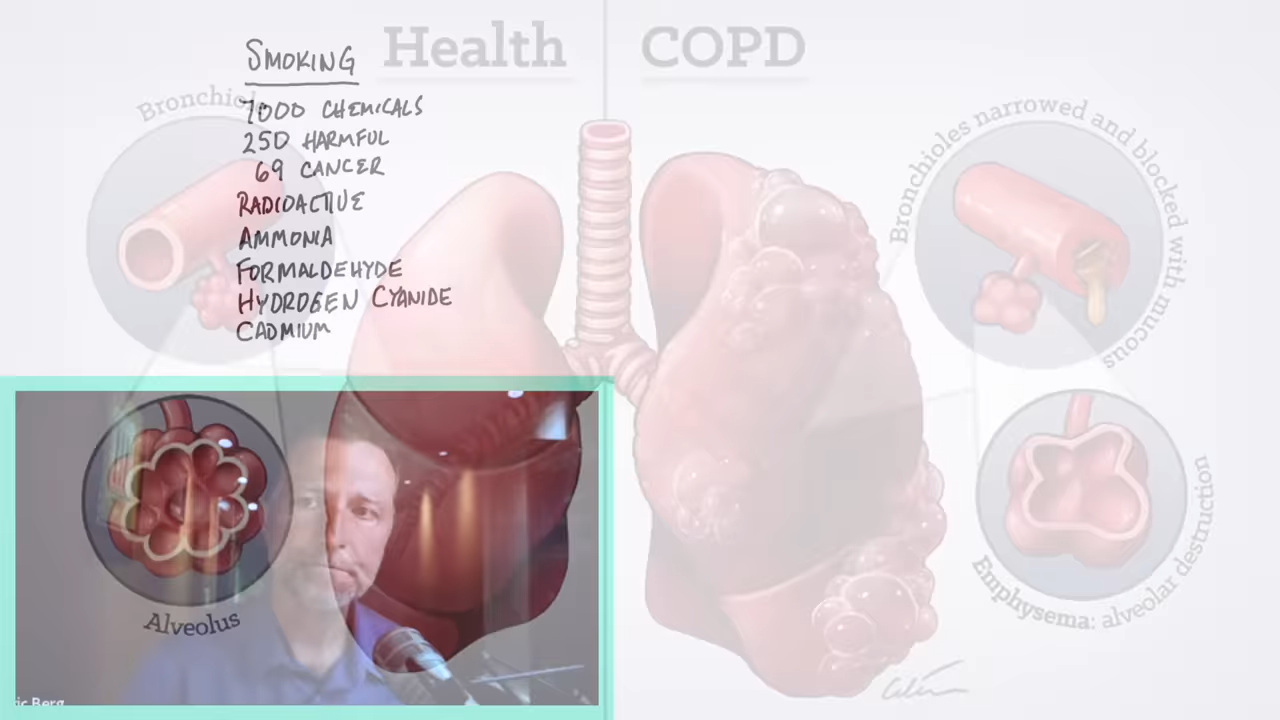 Health
COPD
SMOKING
7000 CHEMICALS
250 HARMFUL
69 CANCER
RADIOACTIVE
AMMONIA
FORMALDEHYDE
HYDROGEN CYANIDE
CADMIUM
Bronchioles narrowed and blocked with mucous
Alveolus
Emphysema: alveolar destruction
Berg